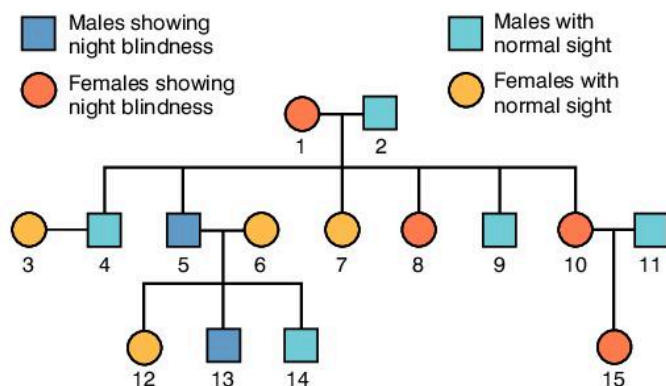 Males showing
night blindness
Males with
normal sight
Females showing
night blindness
Females with
normal sight
1 2
3 4 5 6 7 8 9 10 11
12 13 14 15